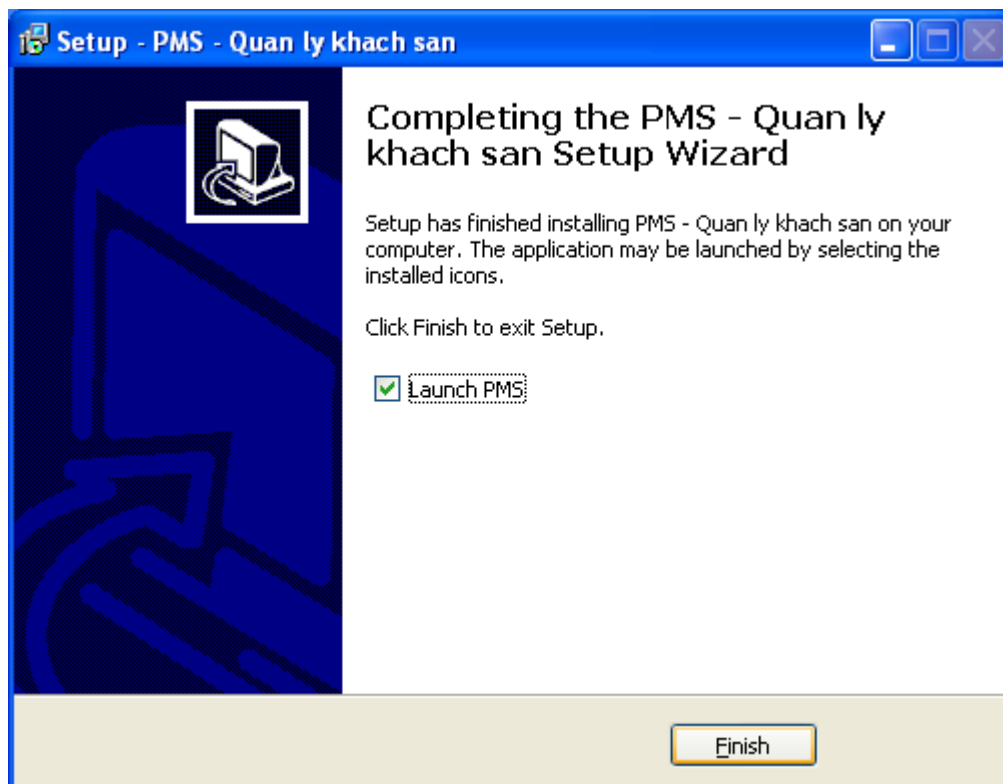 Setup - PMS - Quan ly khach san
Completing the PMS - Quan ly
khach san Setup Wizard
Setup has finished installing PMS - Quan ly khach san on your
computer. The application may be launched by selecting the
installed icons.
Click Finish to exit Setup.
Launch PMS
Finish